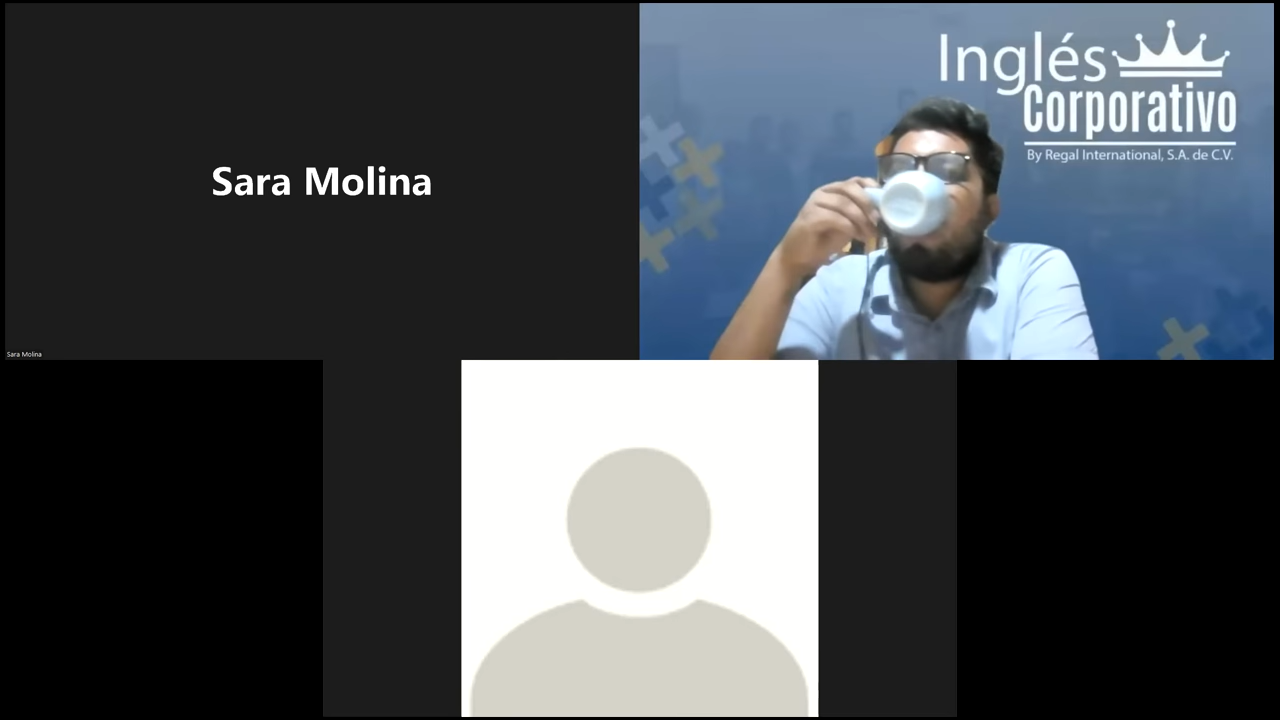 Sara Molina
Sara Molina
Inglés
Corporativo
By Regal International, S.A. de C.V.